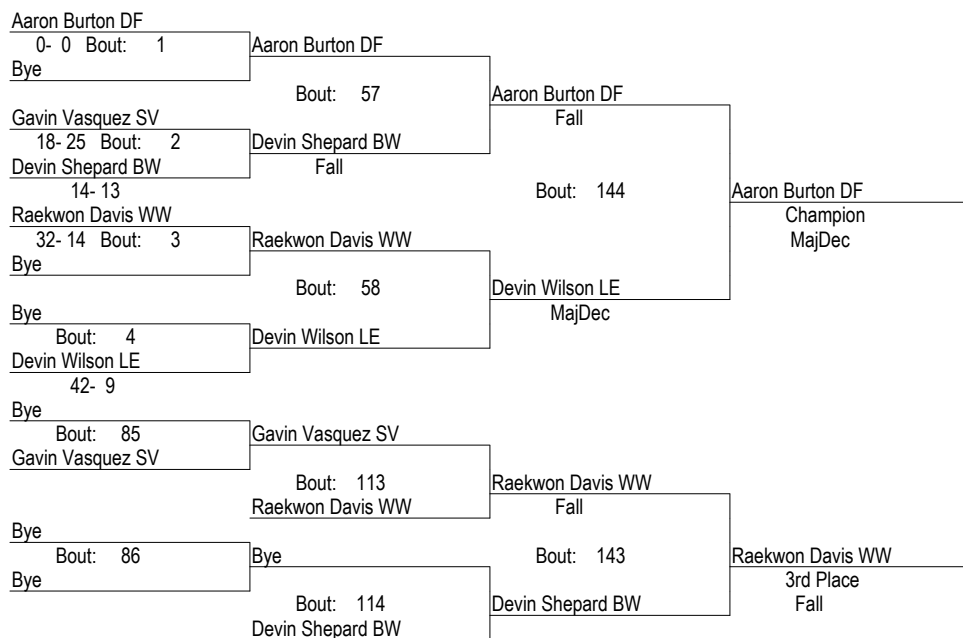 Aaron Burton DF
0- 0 Bout: 1
Aaron Burton DF
Bye
Bout: 57
Aaron Burton DF
Gavin Vasquez SV
Fall
18- 25 Bout: 2
Devin Shepard BW
Devin Shepard BW
Fall
14- 13
Bout: 144
Aaron Burton DF
Raekwon Davis WW
Champion
32- 14 Bout: 3
Raekwon Davis WW
MajDec
Bye
Bout: 58
Devin Wilson LE
Bye
MajDec
Bout: 4
Devin Wilson LE
Devin Wilson LE
42- 9
Bye
Bout: 85
Gavin Vasquez SV
Gavin Vasquez SV
Bout: 113
Raekwon Davis WW
Raekwon Davis WW
Fall
Bye
Bout: 86
Bye
Bout: 143
Raekwon Davis WW
Bye
3rd Place
Bout: 114
Devin Shepard BW
Fall
Devin Shepard BW